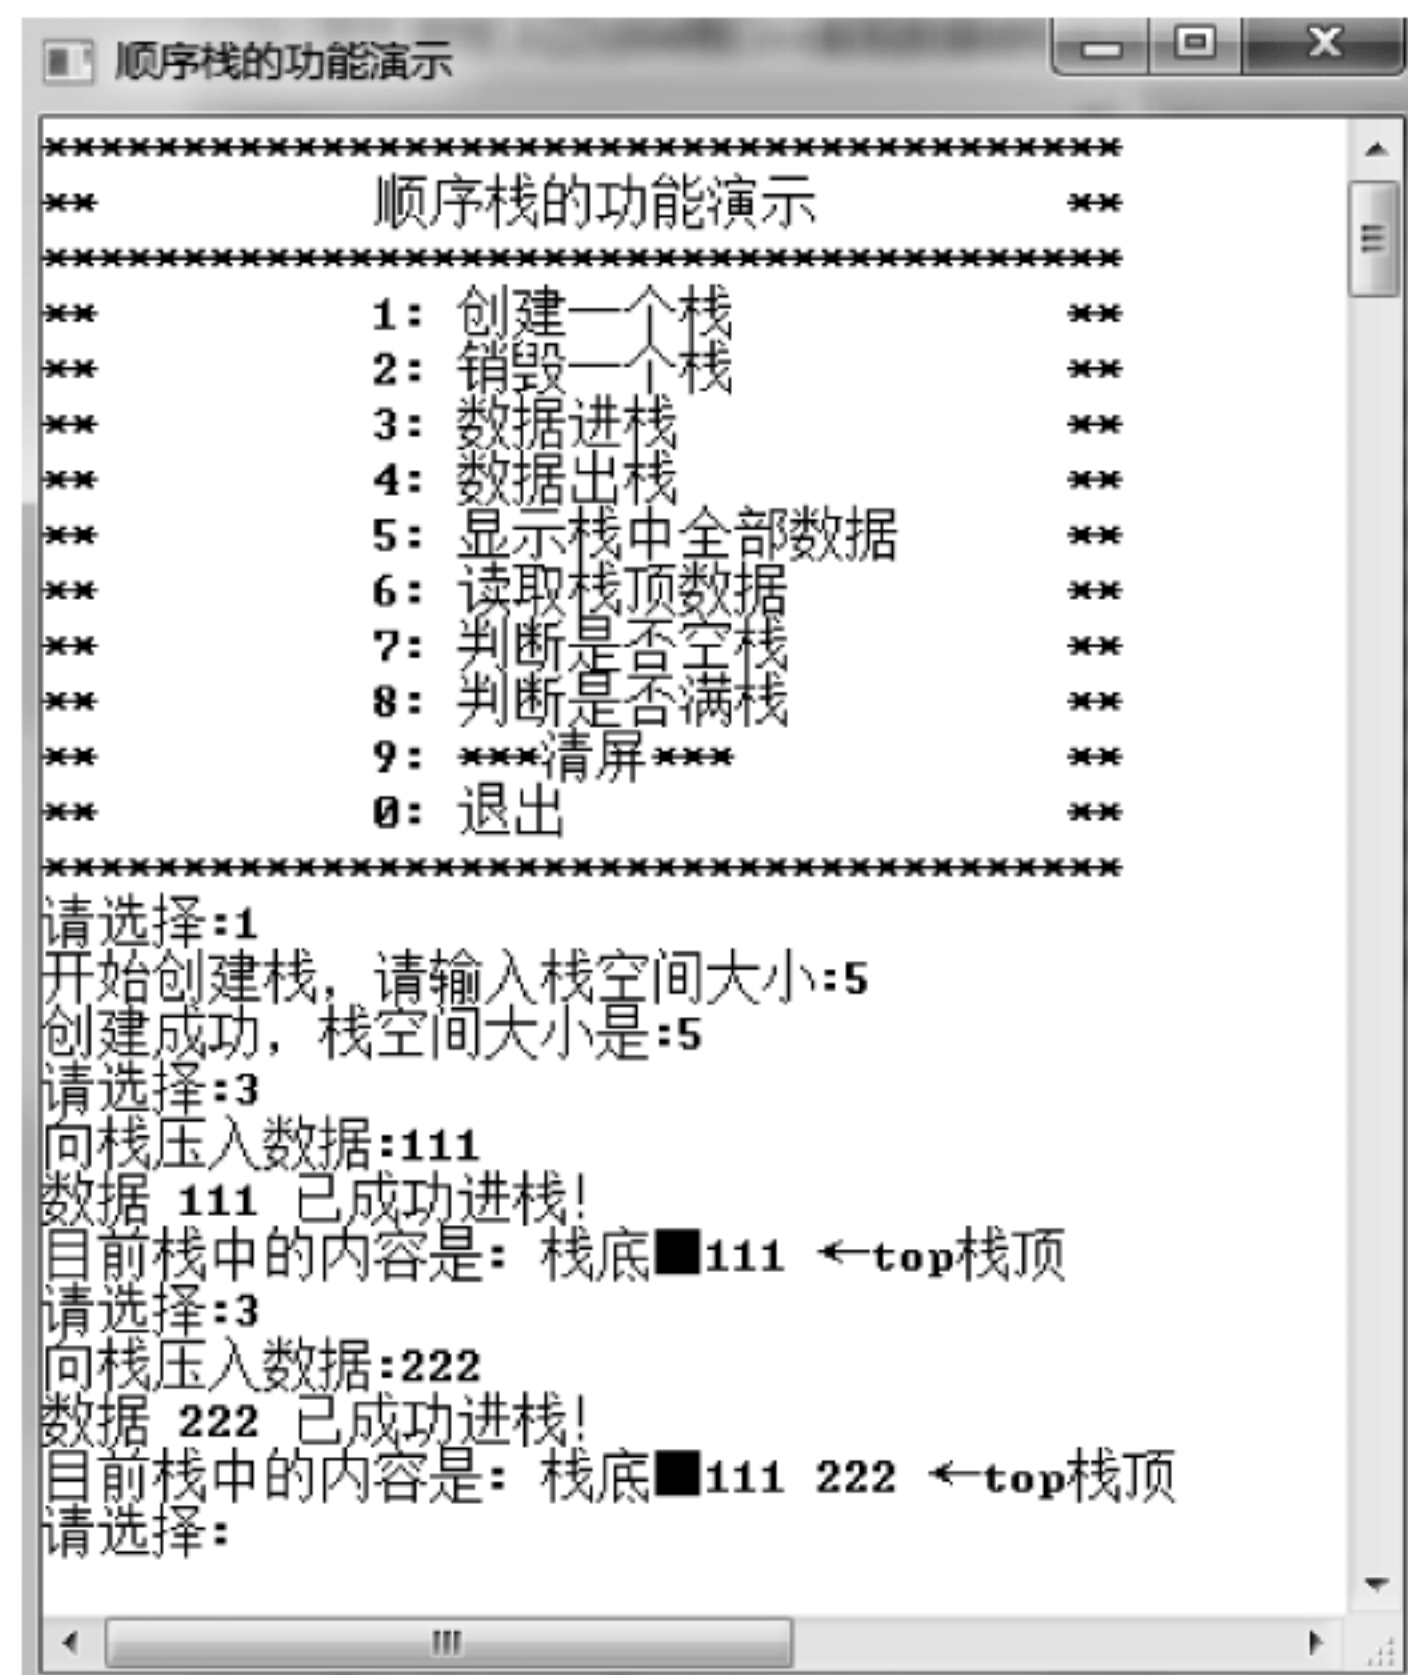 顺序栈的功能演示
***************************************
** 顺序栈的功能演示 **
***************************************
** 1: 创建一个栈 **
** 2: 销毁一个栈 **
** 3: 数据进栈 **
** 4: 数据出栈 **
** 5: 显示栈中全部数据 **
** 6: 读取栈顶数据 **
** 7: 判断是否空栈 **
** 8: 判断是否满栈 **
** 9: ***清屏*** **
** 0: 退出 **
***************************************
请选择:1
开始创建栈，请输入栈空间大小:5
创建成功，栈空间大小是:5
请选择:3
向栈压入数据:111
数据 111 已成功进栈!
目前栈中的内容是: 栈底■111 ←top栈顶
请选择:3
向栈压入数据:222
数据 222 已成功进栈!
目前栈中的内容是: 栈底■111 222 ←top栈顶
请选择: